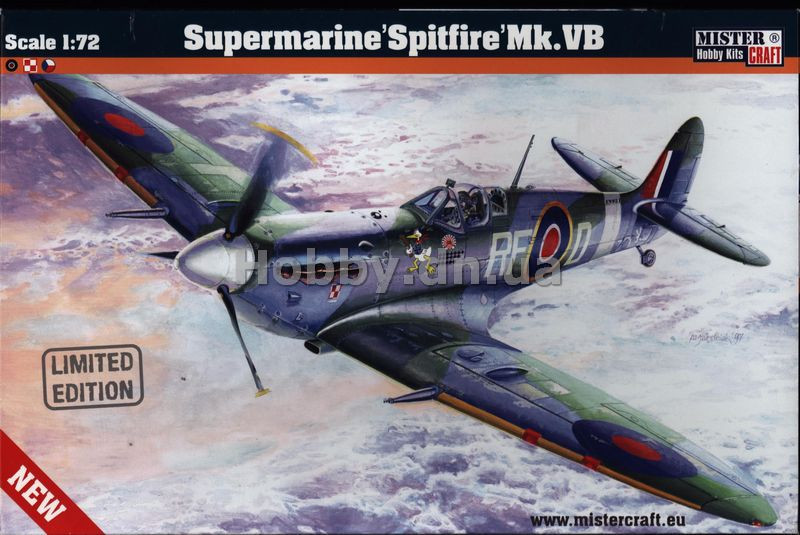 Scale 1:72
Supermarine'Spitfire'Mk.VB
MISTER ®
Hobby Kits CRAFT
RF D
Hobby.dn.ua
LIMITED
EDITION
NEW
www.mistercraft.eu